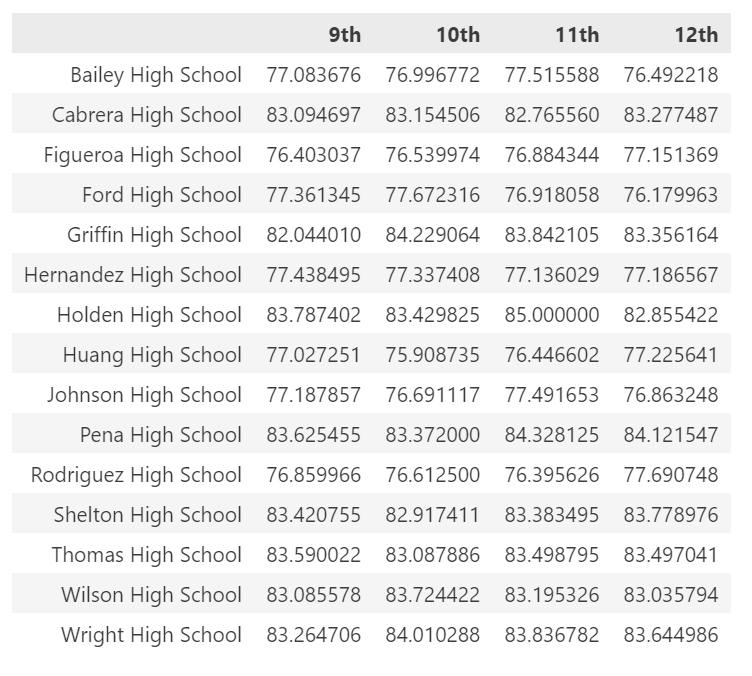 9th 10th 11th 12th
Bailey High School 77.083676 76.996772 77.515588 76.492218
Cabrera High School 83.094697 83.154506 82.765560 83.277487
Figueroa High School 76.403037 76.539974 76.884344 77.151369
Ford High School 77.361345 77.672316 76.918058 76.179963
Griffin High School 82.044010 84.229064 83.842105 83.356164
Hernandez High School 77.438495 77.337408 77.136029 77.186567
Holden High School 83.787402 83.429825 85.000000 82.855422
Huang High School 77.027251 75.908735 76.446602 77.225641
Johnson High School 77.187857 76.691117 77.491653 76.863248
Pena High School 83.625455 83.372000 84.328125 84.121547
Rodriguez High School 76.859966 76.612500 76.395626 77.690748
Shelton High School 83.420755 82.917411 83.383495 83.778976
Thomas High School 83.590022 83.087886 83.498795 83.497041
Wilson High School 83.085578 83.724422 83.195326 83.035794
Wright High School 83.264706 84.010288 83.836782 83.644986